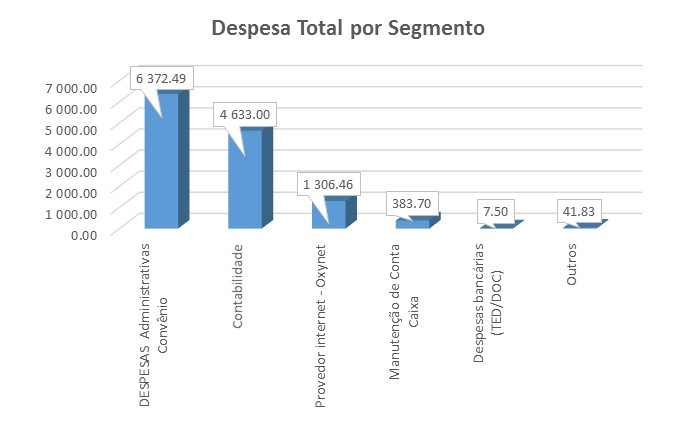 Despesa Total por Segmento
7 000.00
6 000.00
5 000.00
4 000.00
3 000.00
2 000.00
1 000.00
0.00
6 372.49
4 633.00
1 306.46
383.70
7.50
41.83
DESPESAS Administrativas
Convênio
Contabilidade
Provedor internet - Oxynet
Manutenção de Conta
Caixa
Despesas bancárias
(TED/DOC)
Outros